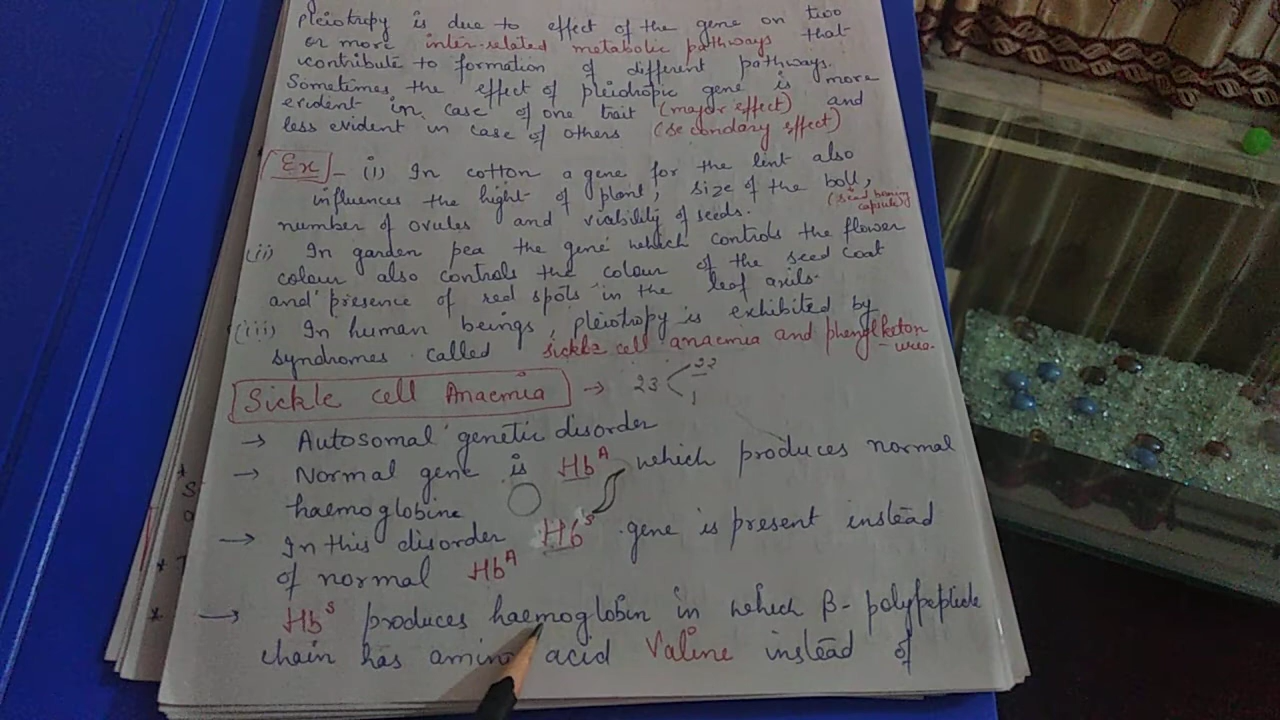 Pleiotropy is due to effect of the gene on two
or more inter-related metabolic pathways that
contribute to formation of different pathways.
Sometimes the effect of pleiotropic gene is more
evident in case of one trait (major effect) and
less evident in case of others (secondary effect)
Ex - (i) In cotton a gene for the lint also
influences the hight of plant, size of the boll,
(seed bearing capsule)
number of ovules and viability of seeds.
(ii) In garden pea the gene which controls the flower
colour also controls the colour of the seed coat
and presence of red spots in the leaf axils.
(iii) In human beings, pleiotropy is exhibited by
syndromes called sickle cell anaemia and phenylketon
-urea.
Sickle cell Anaemia → 23 < 22
1
→ Autosomal genetic disorder
→ Normal gene is Hb^A which produces normal
haemoglobine
→ In this disorder Hb^S gene is present instead
of normal Hb^A
→ Hb^S produces haemoglobin in which β-polypeptide
chain has amino acid Valine instead of